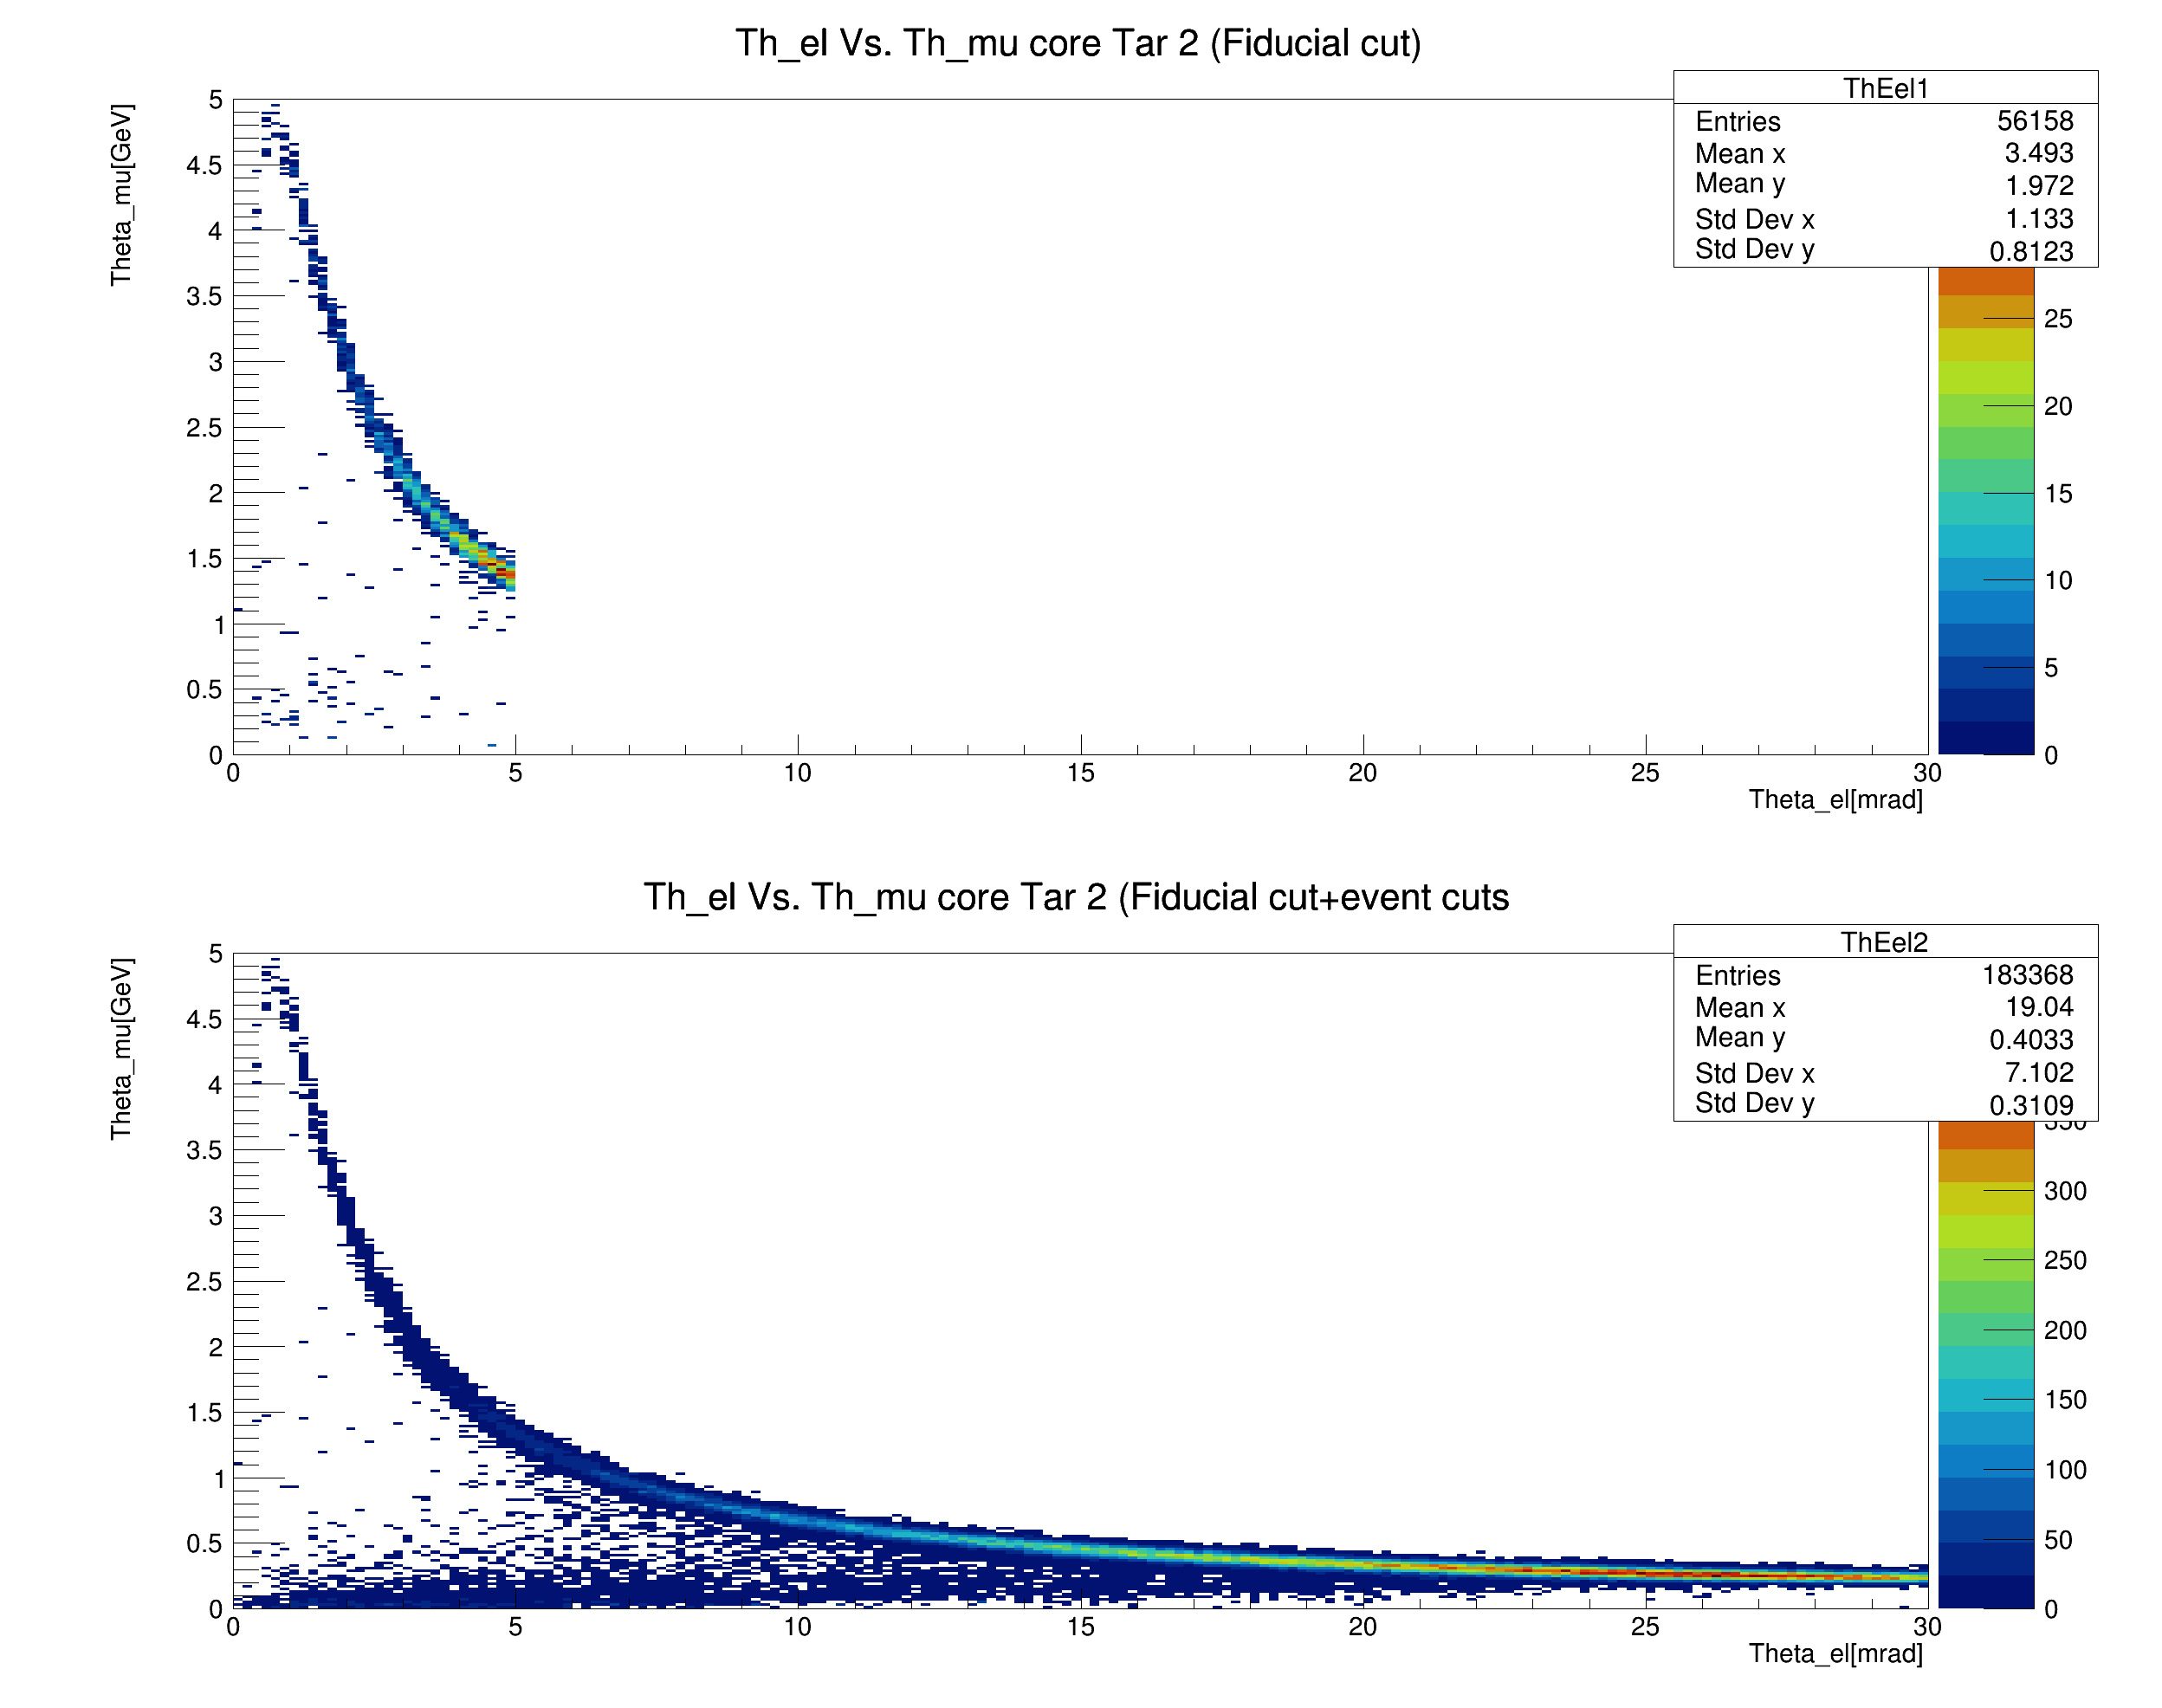 Th_el Vs. Th_mu core Tar 2 (Fiducial cut)
ThEel1
Entries 56158
Mean x 3.493
Mean y 1.972
Std Dev x 1.133
Std Dev y 0.8123
Theta_mu[GeV]
5
4.5
4
3.5
3
2.5
2
1.5
1
0.5
0
0 5 10 15 20 25 30
Theta_el[mrad]
25
20
15
10
5
0
Th_el Vs. Th_mu core Tar 2 (Fiducial cut+event cuts
ThEel2
Entries 183368
Mean x 19.04
Mean y 0.4033
Std Dev x 7.102
Std Dev y 0.3109
Theta_mu[GeV]
5
4.5
4
3.5
3
2.5
2
1.5
1
0.5
0
0 5 10 15 20 25 30
Theta_el[mrad]
350
300
250
200
150
100
50
0